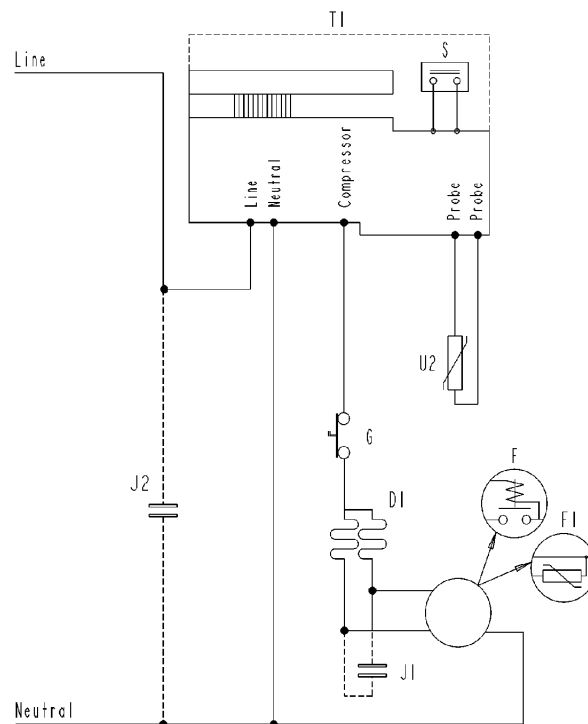 T1
Line
S
Line
Neutral
Compressor
Probe
Probe
U2
G
J2
D1
F
F1
J1
Neutral